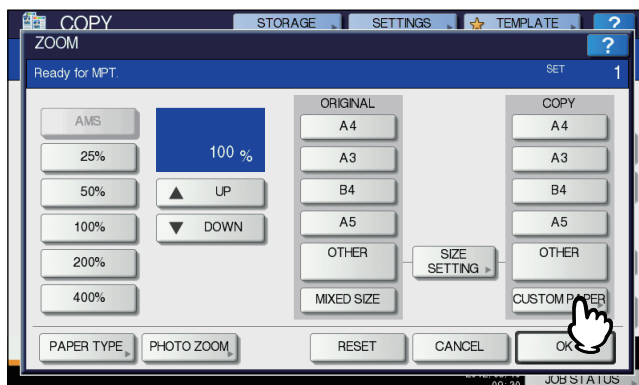 COPY STORAGE SETTINGS TEMPLATE ?
ZOOM ?
Ready for MPT. SET 1
ORIGINAL COPY
AMS A4 A4
100 %
25% A3 A3
50% UP B4 B4
100% DOWN A5 A5
200% OTHER SIZE SETTING OTHER
400% MIXED SIZE CUSTOM PAPER
PAPER TYPE PHOTO ZOOM RESET CANCEL OK
JOB STATUS